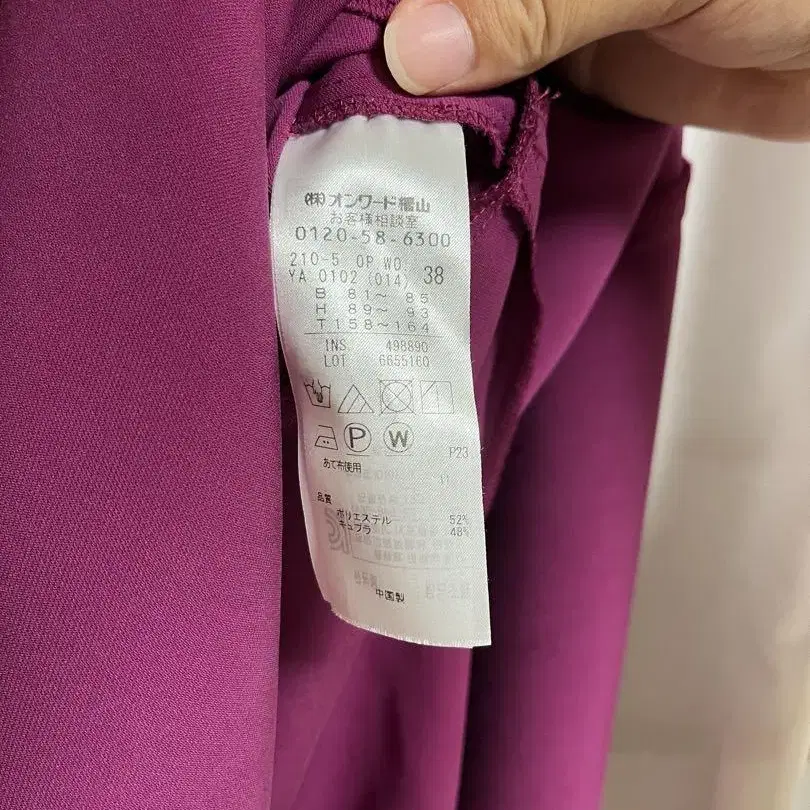 (株)オンワード樫山
お客様相談室
0120-58-6300
210-5 OP WO. 38
YA 0102 (014)
B 81～ 85
H 89～ 93
T158～164
INS 498890
LOT 6655160
P W
P23
あて布使用
11
品質
ポリエステル 52%
キュプラ 48%
中国製